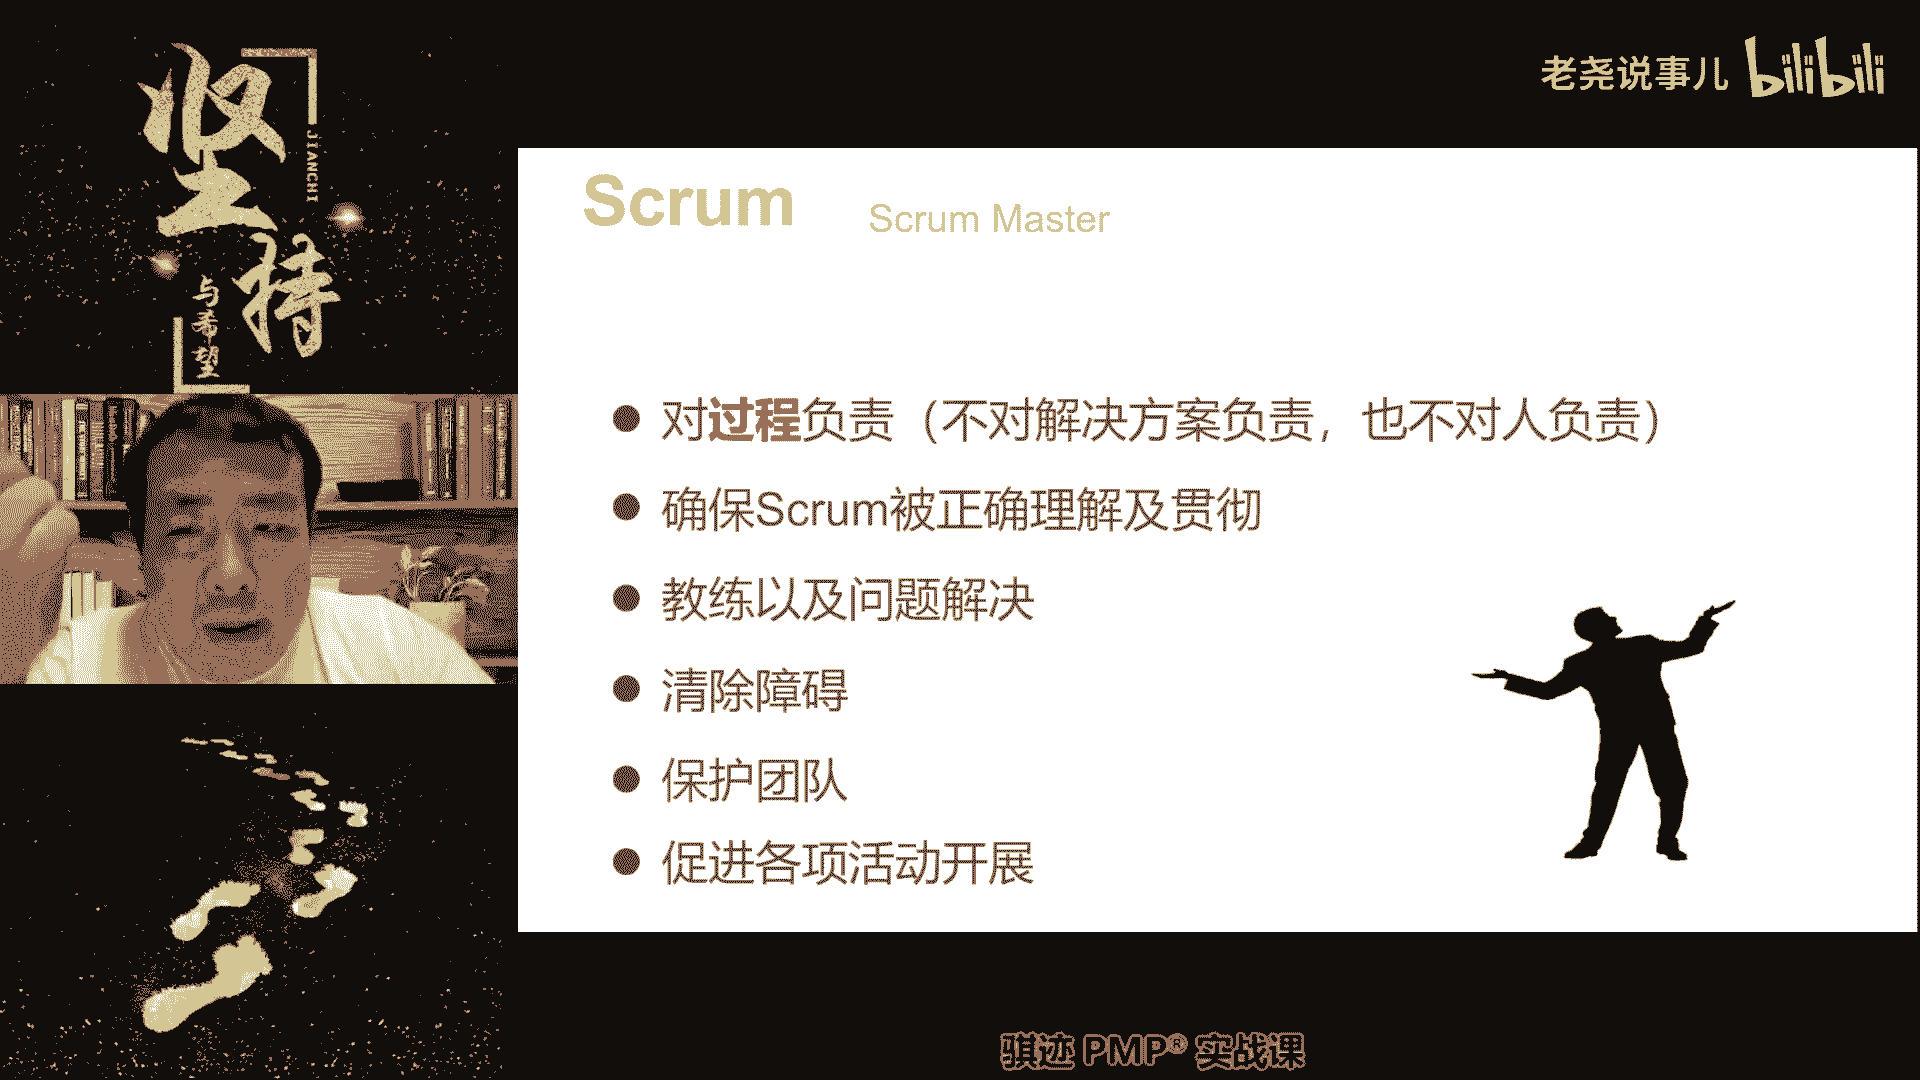 坚持
JIANCHI
与希望
老尧说事儿 bilibili
Scrum
Scrum Master
对过程负责（不对解决方案负责，也不对人负责）
确保Scrum被正确理解及贯彻
教练以及问题解决
清除障碍
保护团队
促进各项活动开展
骐迹 PMP® 实战课